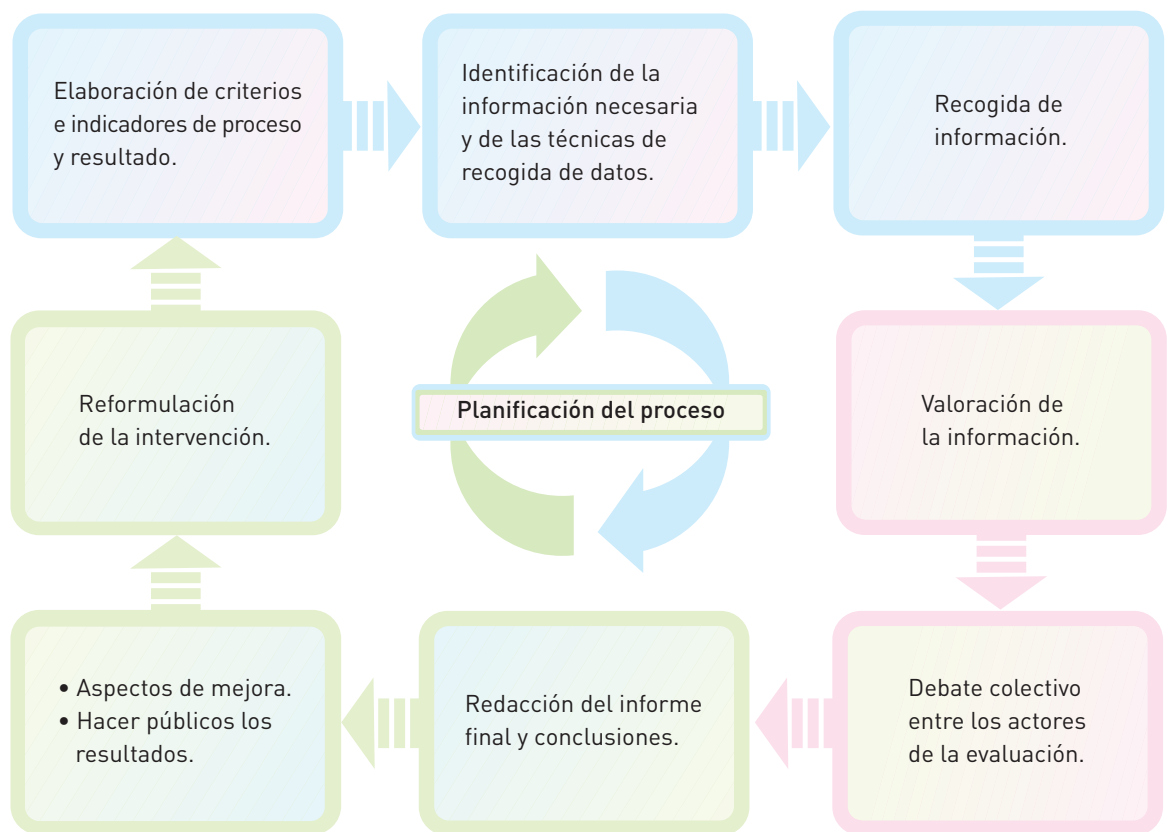 Elaboración de criterios
e indicadores de proceso
y resultado.
Identificación de la
información necesaria
y de las técnicas de
recogida de datos.
Recogida de
información.
Reformulación
de la intervención.
Planificación del proceso
Valoración de
la información.
• Aspectos de mejora.
• Hacer públicos los
resultados.
Redacción del informe
final y conclusiones.
Debate colectivo
entre los actores
de la evaluación.